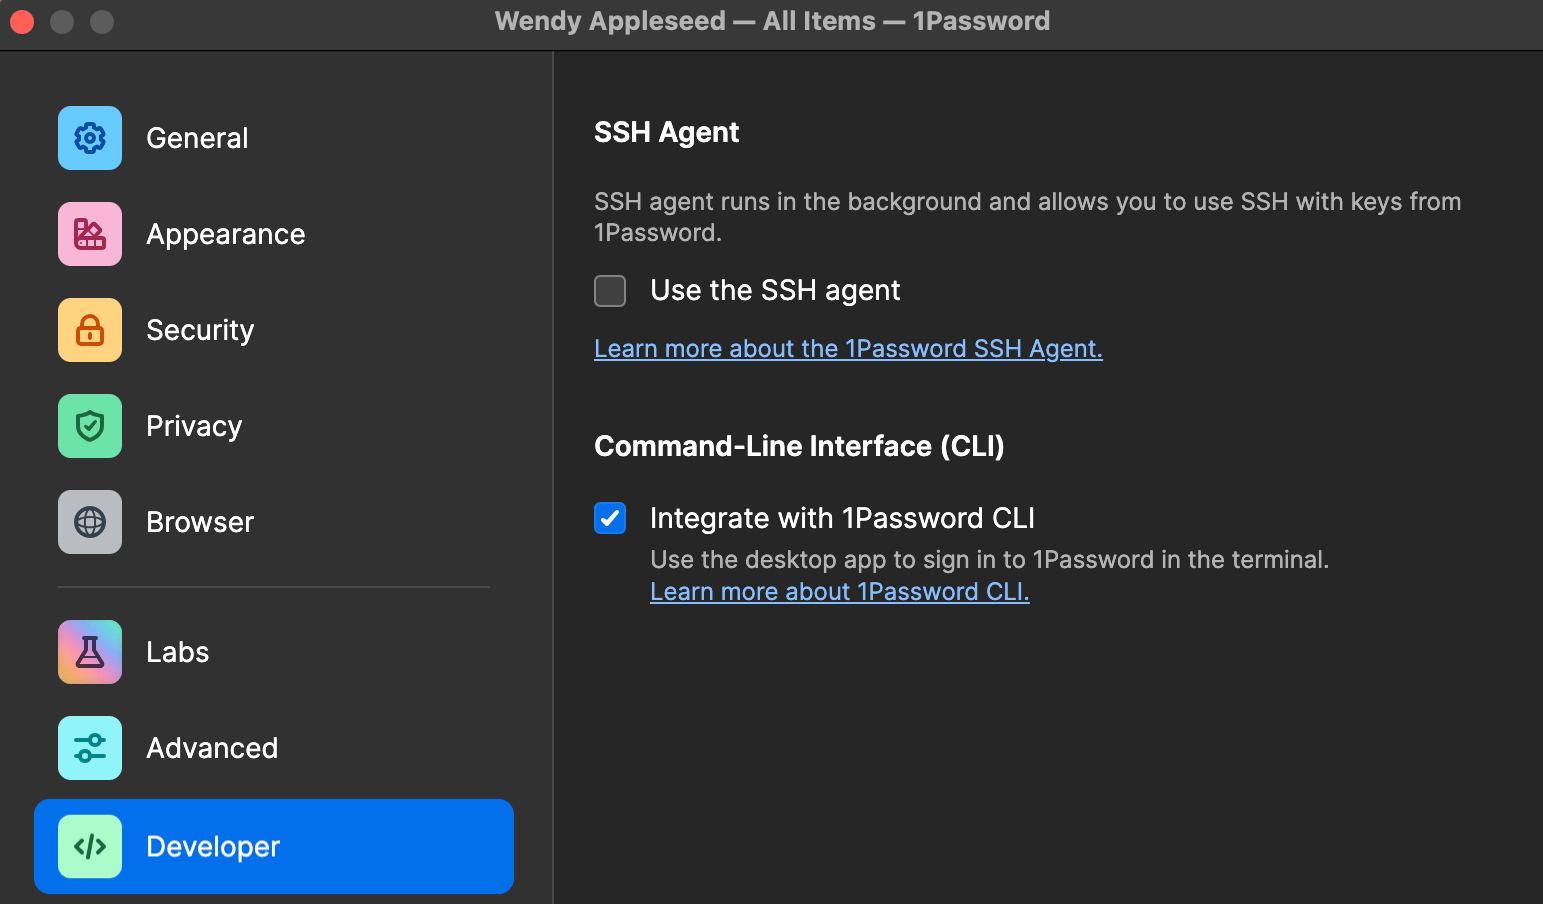 Wendy Appleseed — All Items — 1Password
General
Appearance
Security
Privacy
Browser
Labs
Advanced
Developer
SSH Agent
SSH agent runs in the background and allows you to use SSH with keys from
1Password.
Use the SSH agent
Learn more about the 1Password SSH Agent.
Command-Line Interface (CLI)
Integrate with 1Password CLI
Use the desktop app to sign in to 1Password in the terminal.
Learn more about 1Password CLI.